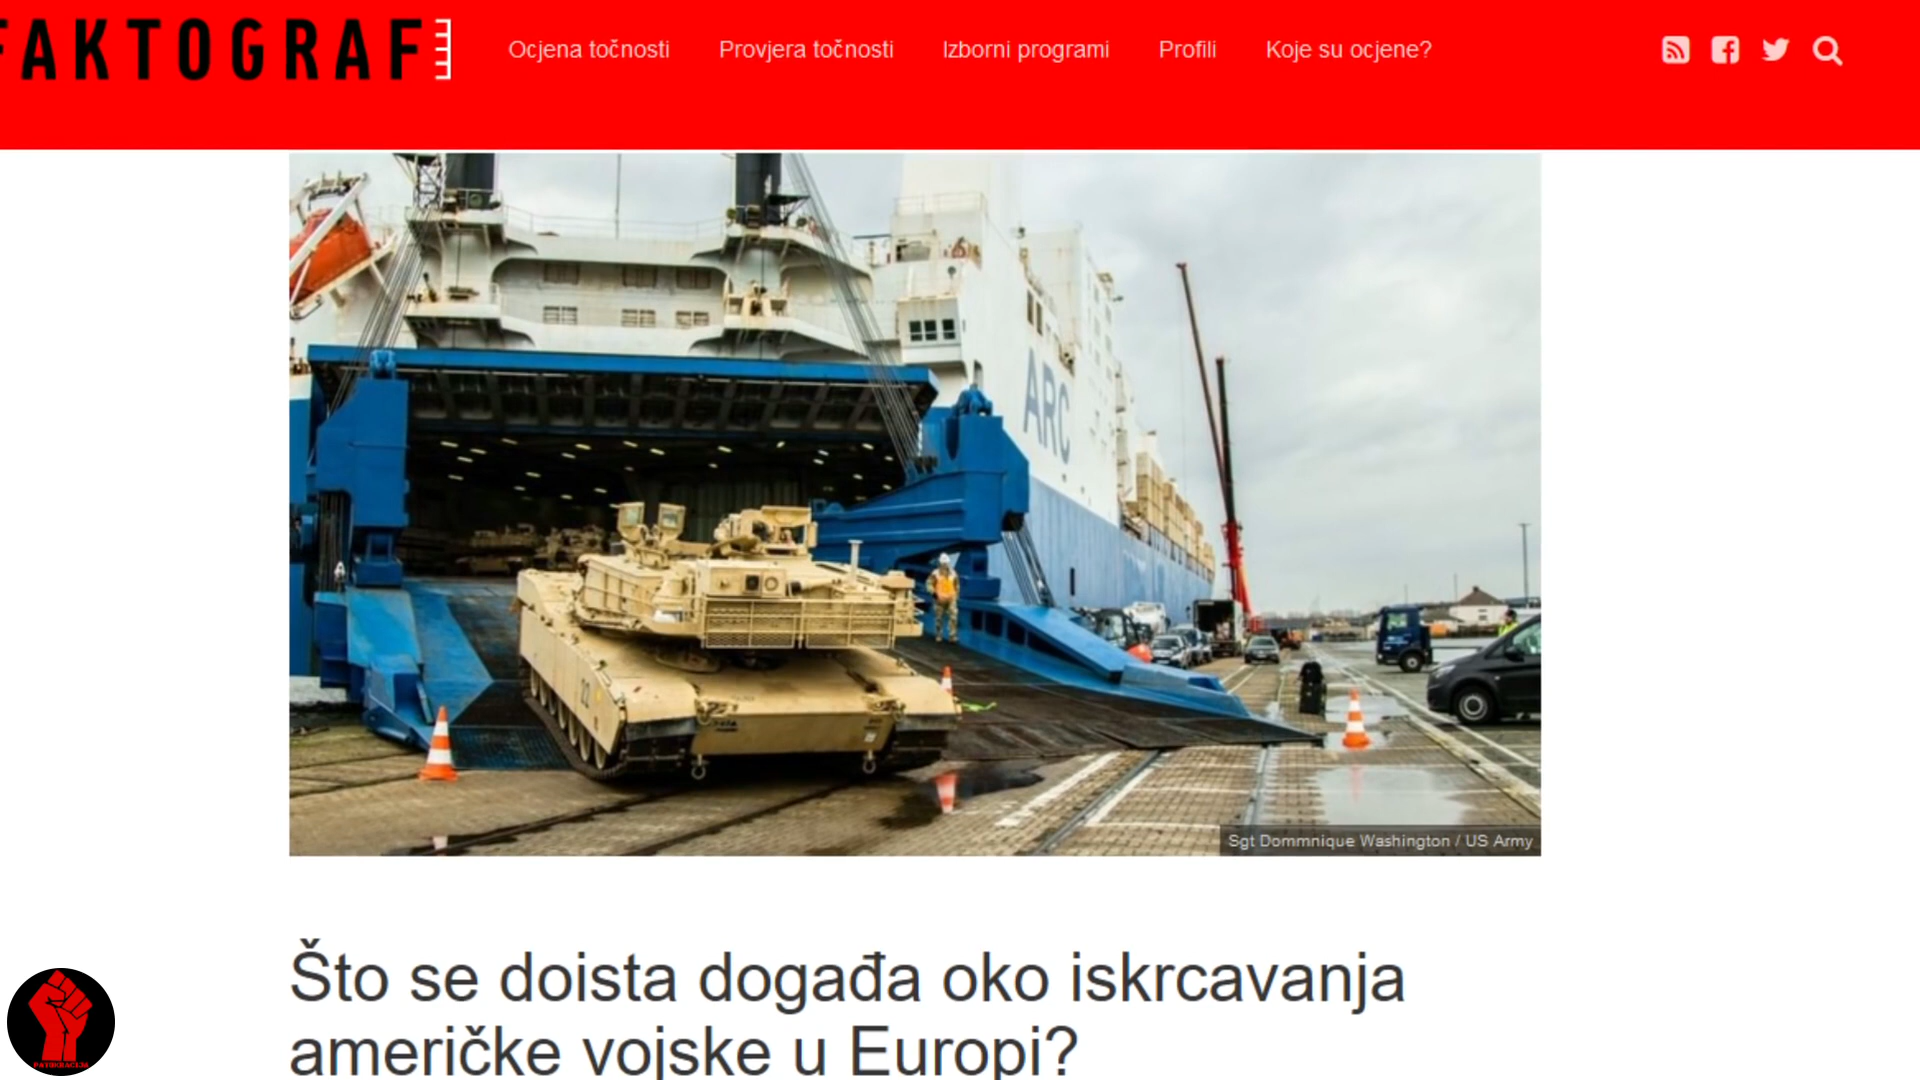 FAKTOGRAF
Ocjena točnosti Provjera točnosti Izborni programi Profili Koje su ocjene?
ARC
Sgt Dommnique Washington / US Army
Što se doista događa oko iskrcavanja
američke vojske u Europi?